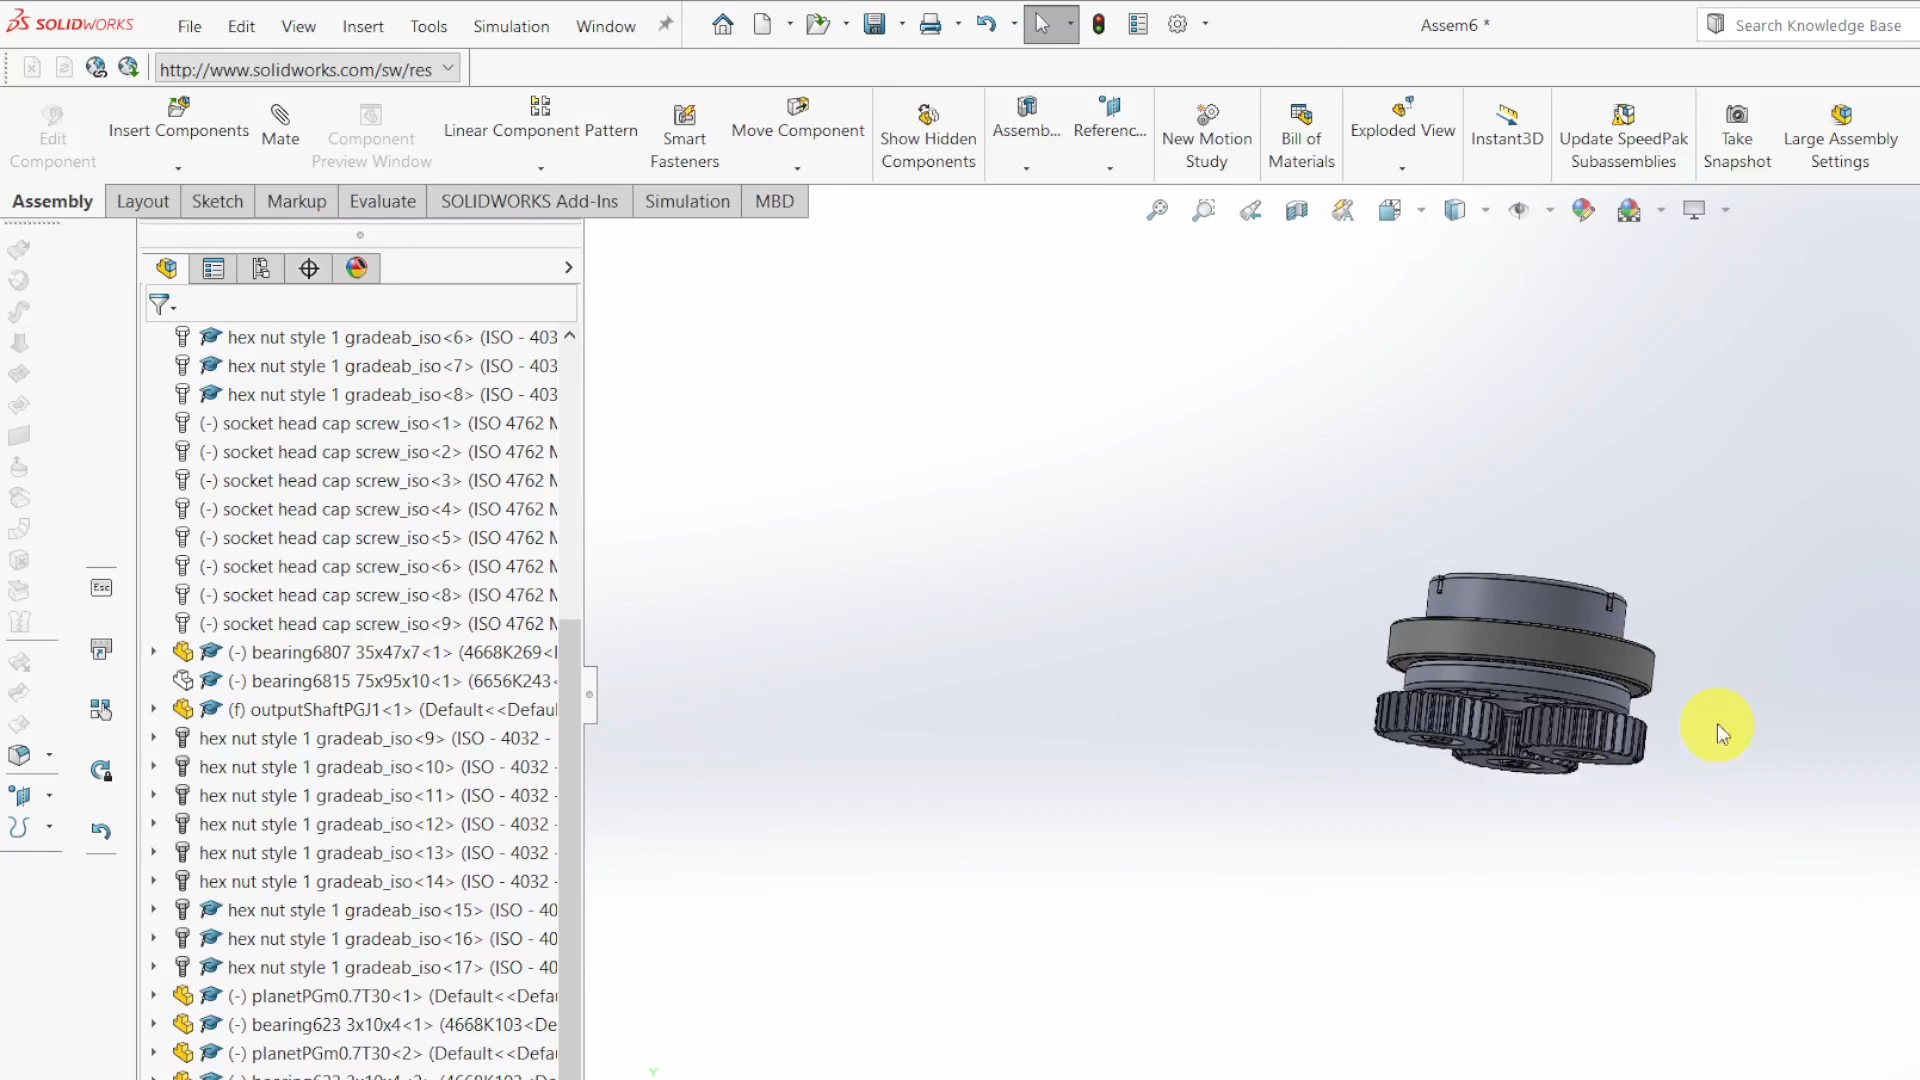 SOLIDWORKS File Edit View Insert Tools Simulation Window Assem6 * Search Knowledge Base
http://www.solidworks.com/sw/res
Edit Component
Insert Components
Mate
Component Preview Window
Linear Component Pattern
Smart Fasteners
Move Component
Show Hidden Components
Assemb...
Referenc...
New Motion Study
Bill of Materials
Exploded View
Instant3D
Update SpeedPak Subassemblies
Take Snapshot
Large Assembly Settings
Assembly Layout Sketch Markup Evaluate SOLIDWORKS Add-Ins Simulation MBD
hex nut style 1 gradeab_iso<6> (ISO - 403
hex nut style 1 gradeab_iso<7> (ISO - 403
hex nut style 1 gradeab_iso<8> (ISO - 403
(-) socket head cap screw_iso<1> (ISO 4762 M
(-) socket head cap screw_iso<2> (ISO 4762 M
(-) socket head cap screw_iso<3> (ISO 4762 M
(-) socket head cap screw_iso<4> (ISO 4762 M
(-) socket head cap screw_iso<5> (ISO 4762 M
(-) socket head cap screw_iso<6> (ISO 4762 M
(-) socket head cap screw_iso<8> (ISO 4762 M
(-) socket head cap screw_iso<9> (ISO 4762 M
(-) bearing6807 35x47x7<1> (4668K269<
(-) bearing6815 75x95x10<1> (6656K243<
(f) outputShaftPGJ1<1> (Default<<Defaul
hex nut style 1 gradeab_iso<9> (ISO - 4032 -
hex nut style 1 gradeab_iso<10> (ISO - 4032
hex nut style 1 gradeab_iso<11> (ISO - 4032
hex nut style 1 gradeab_iso<12> (ISO - 4032
hex nut style 1 gradeab_iso<13> (ISO - 4032
hex nut style 1 gradeab_iso<14> (ISO - 4032
hex nut style 1 gradeab_iso<15> (ISO - 40
hex nut style 1 gradeab_iso<16> (ISO - 40
hex nut style 1 gradeab_iso<17> (ISO - 40
(-) planetPGm0.7T30<1> (Default<<Defa
(-) bearing623 3x10x4<1> (4668K103<De
(-) planetPGm0.7T30<2> (Default<<Defa
Esc
Y